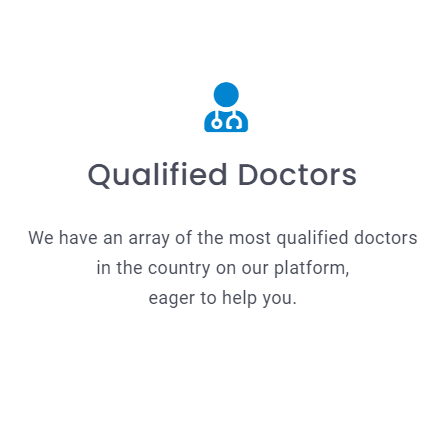 Qualified Doctors
We have an array of the most qualified doctors
in the country on our platform,
eager to help you.